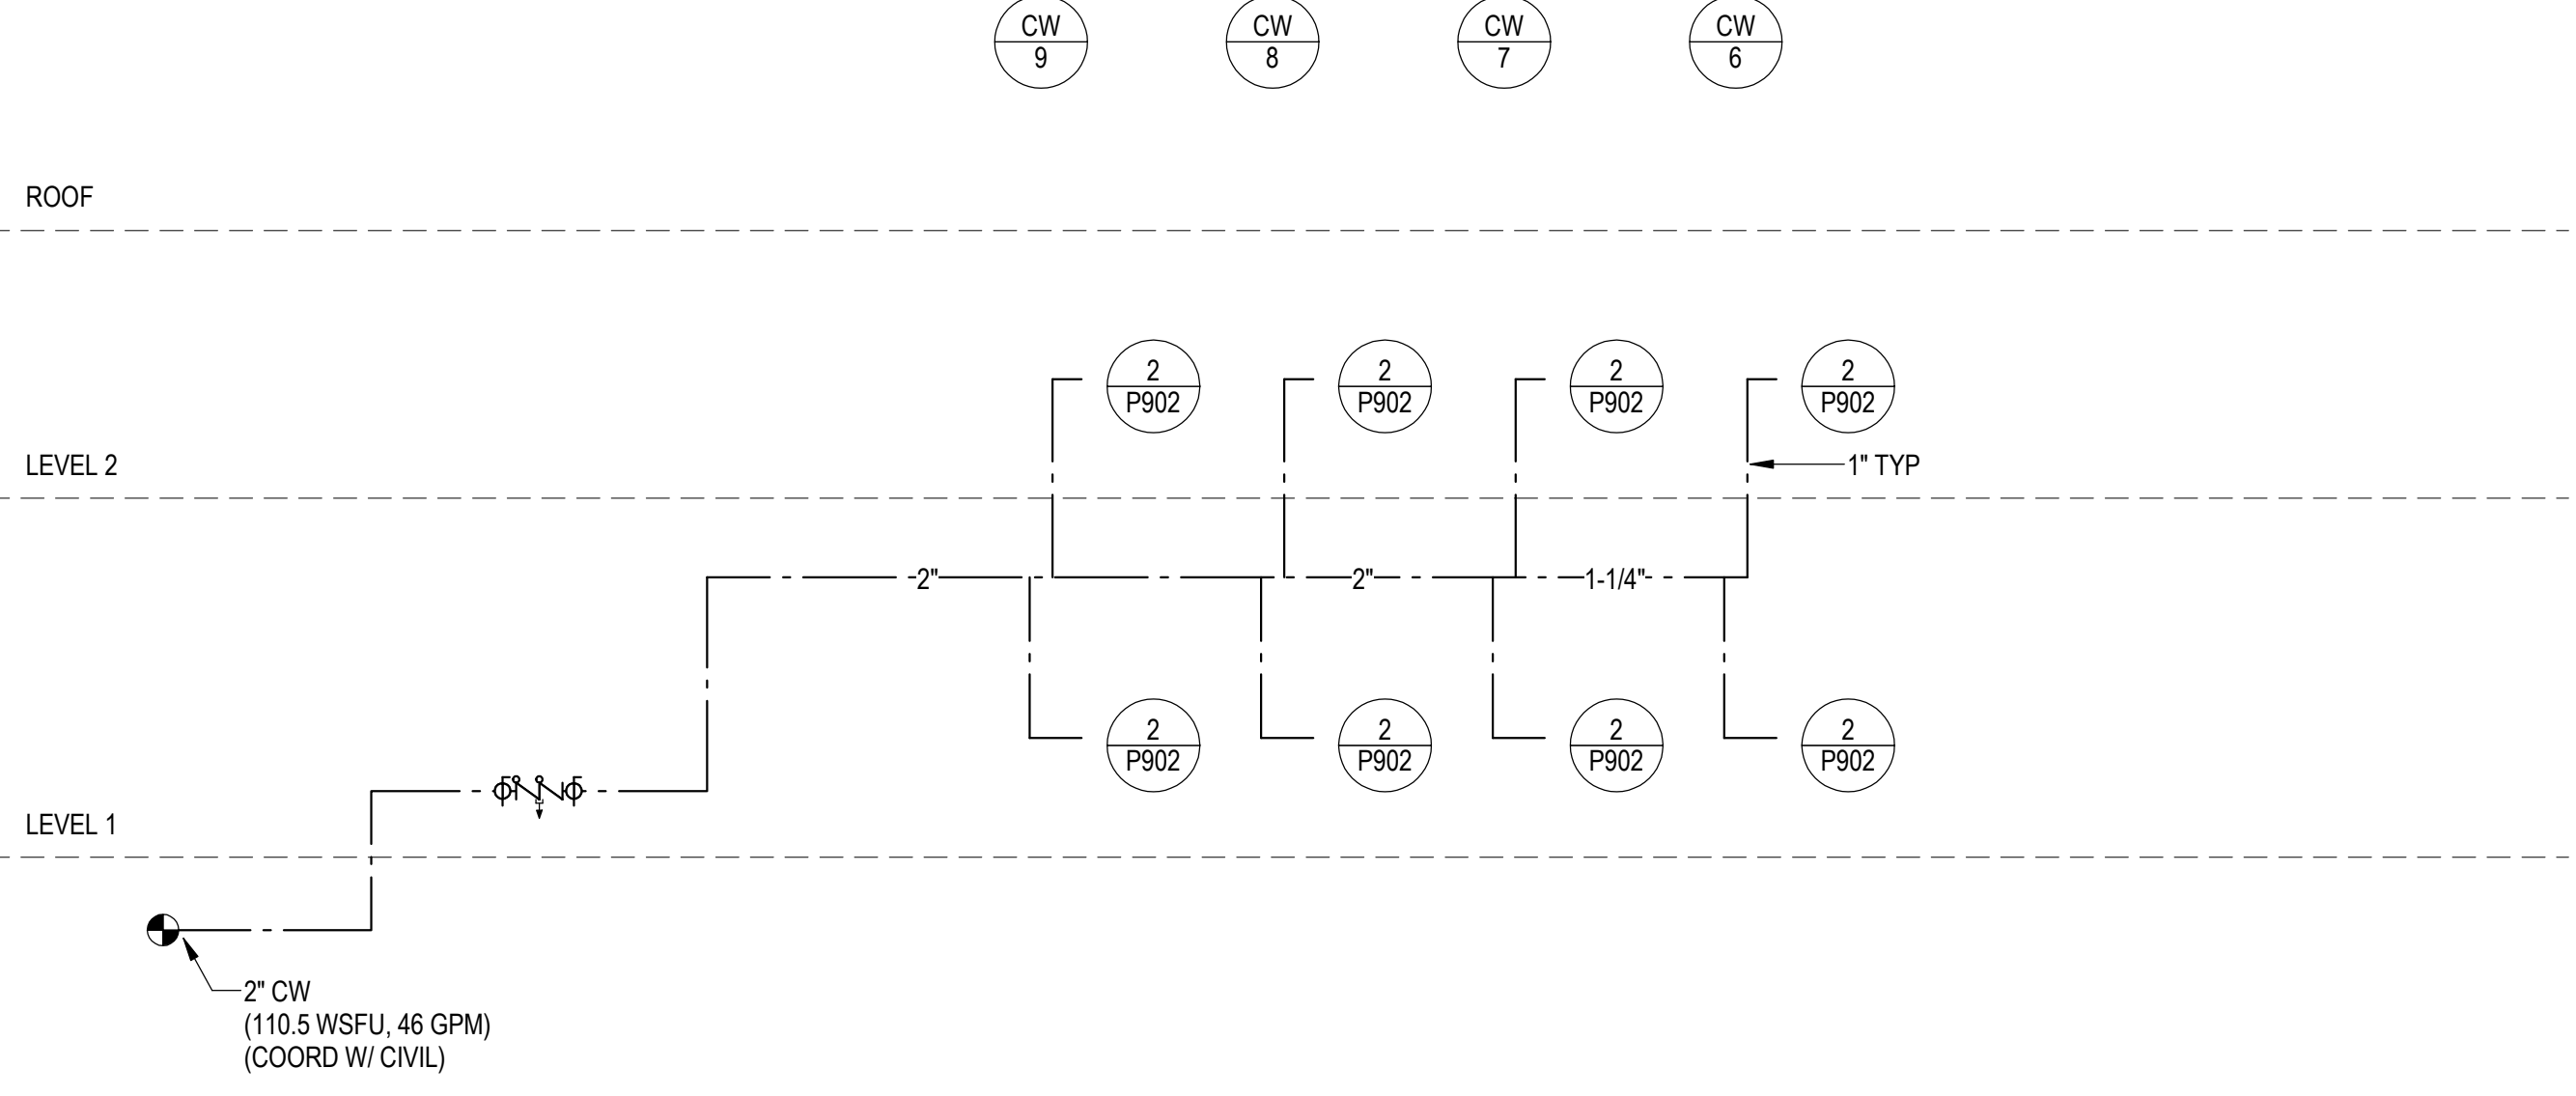 CW
9
CW
8
CW
7
CW
6
ROOF
2
P902
2
P902
2
P902
2
P902
LEVEL 2
1" TYP
2"
2"
1-1/4"
2
P902
2
P902
2
P902
2
P902
LEVEL 1
2" CW
(110.5 WSFU, 46 GPM)
(COORD W/ CIVIL)